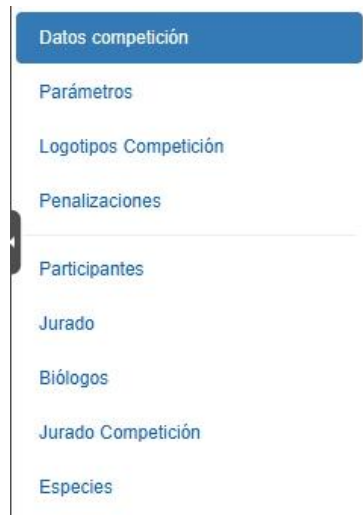 Datos competición
Parámetros
Logotipos Competición
Penalizaciones
Participantes
Jurado
Biólogos
Jurado Competición
Especies